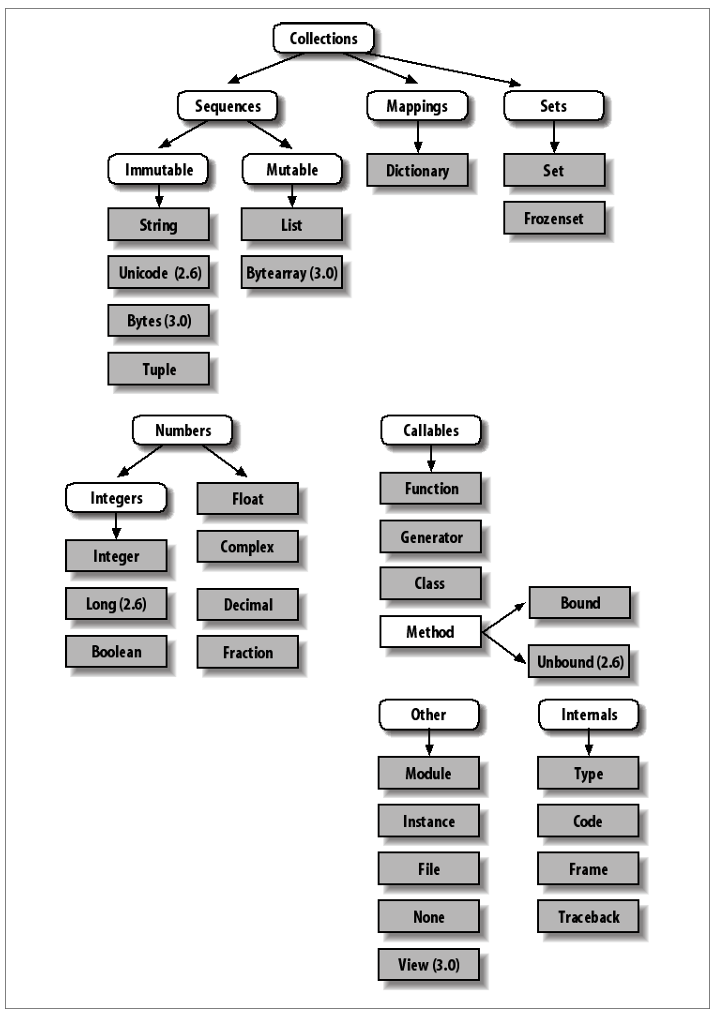 Collections
Sequences
Mappings
Sets
Immutable
Mutable
Dictionary
Set
String
List
Frozenset
Unicode (2.6)
Bytearray (3.0)
Bytes (3.0)
Tuple
Numbers
Callables
Integers
Float
Function
Integer
Complex
Generator
Long (2.6)
Decimal
Class
Bound
Boolean
Fraction
Method
Unbound (2.6)
Other
Internals
Module
Type
Instance
Code
File
Frame
None
Traceback
View (3.0)